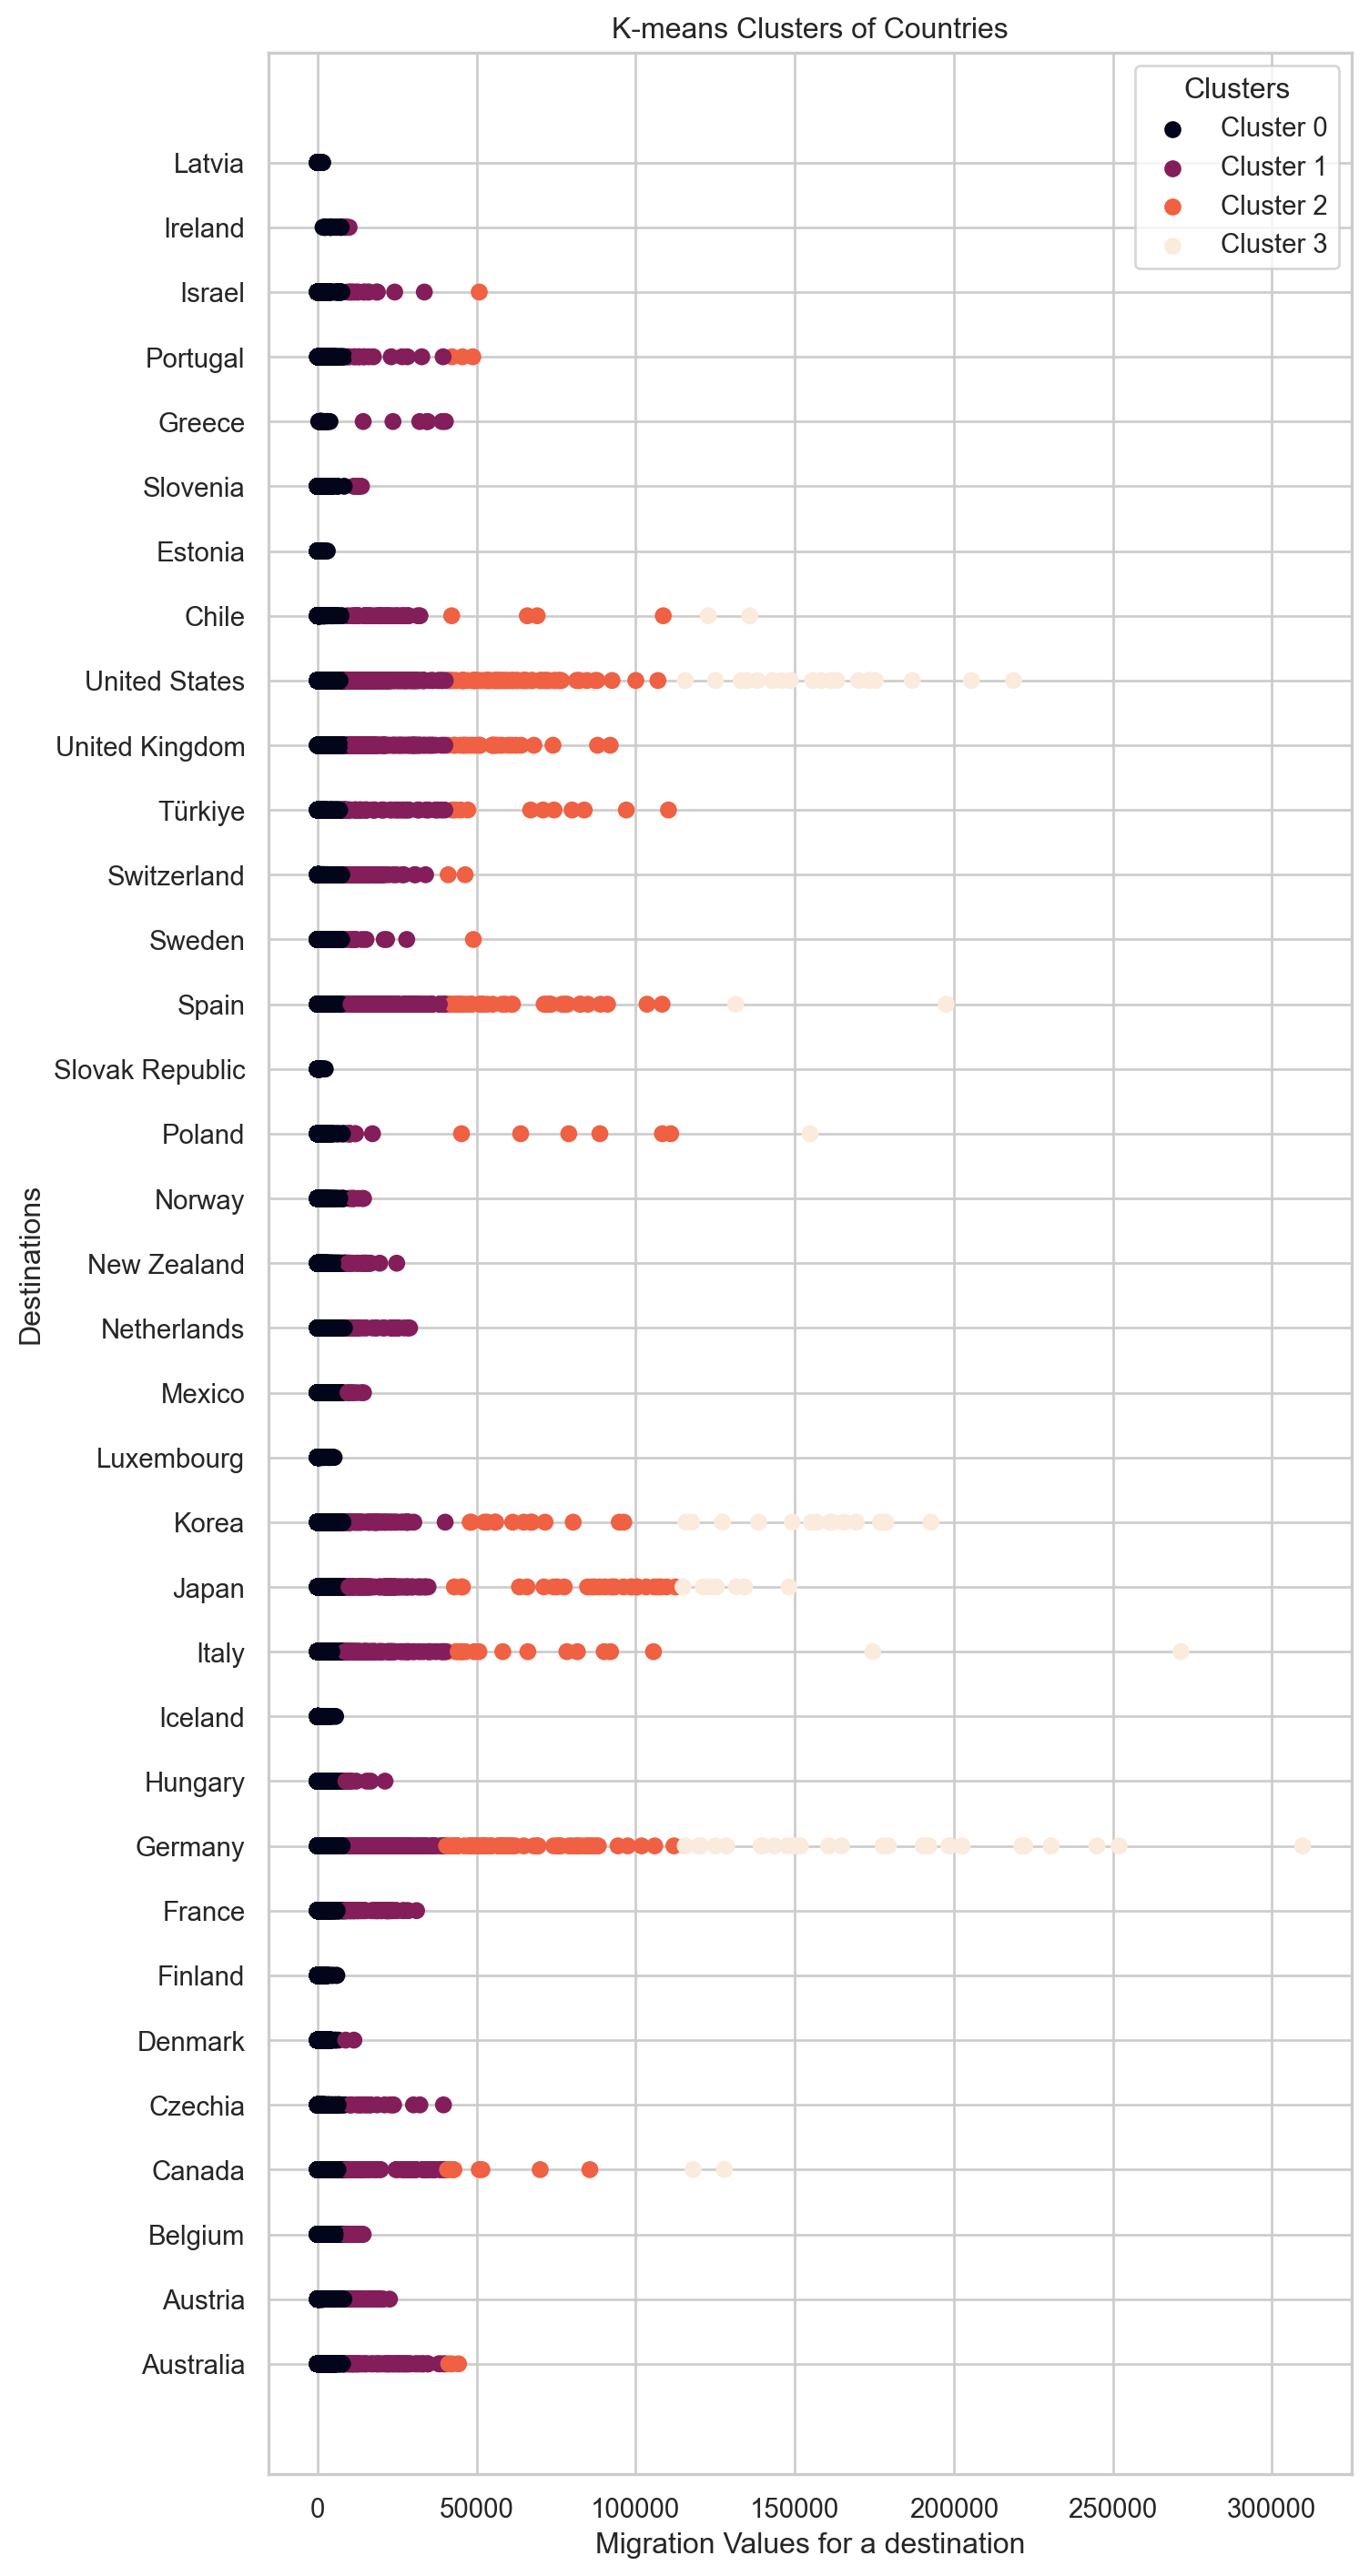 K-means Clusters of Countries
Clusters
Cluster 0
Cluster 1
Cluster 2
Cluster 3
Latvia
Ireland
Israel
Portugal
Greece
Slovenia
Estonia
Chile
United States
United Kingdom
Türkiye
Switzerland
Sweden
Spain
Slovak Republic
Poland
Norway
New Zealand
Netherlands
Mexico
Luxembourg
Korea
Japan
Italy
Iceland
Hungary
Germany
France
Finland
Denmark
Czechia
Canada
Belgium
Austria
Australia
Destinations
0 50000 100000 150000 200000 250000 300000
Migration Values for a destination